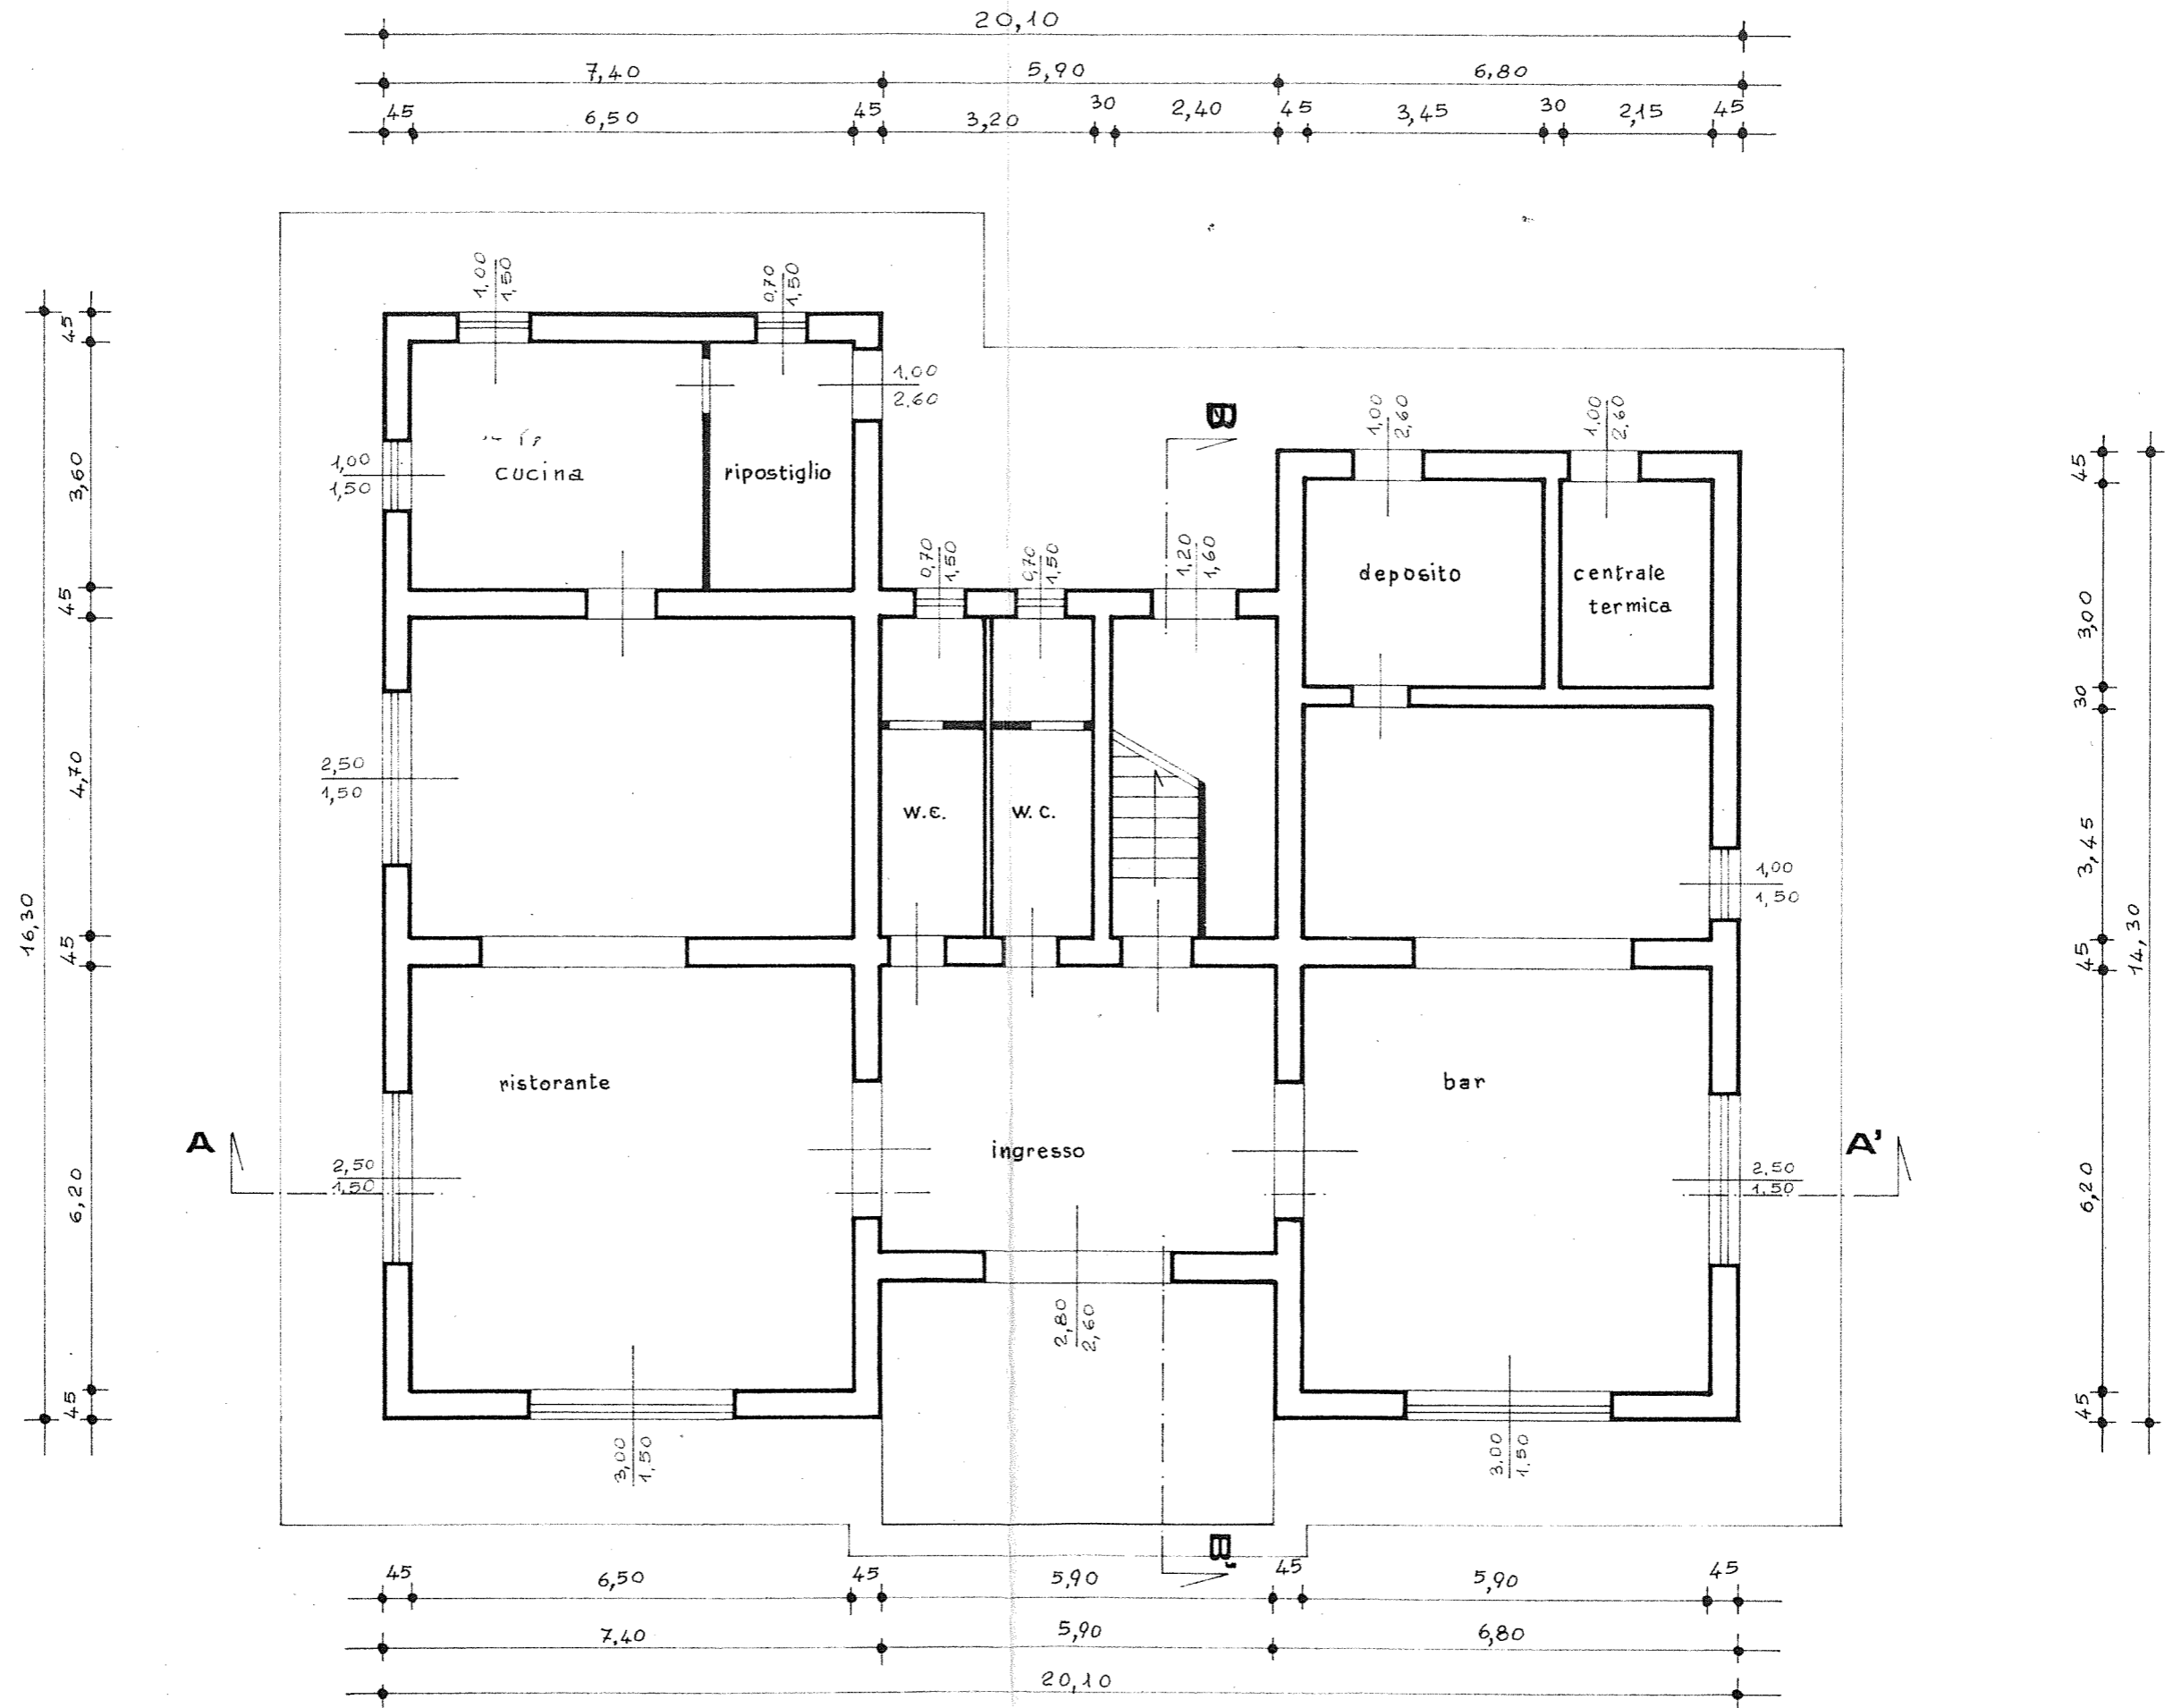 20,10
7,40 5,90 6,80
45 6,50 45 3,20 30 2,40 45 3,45 30 2,15 45
1,00
1,50
0,70
1,50
45
1,00
2,60
B
1,00
2,60
1,00
2,60
45
cucina
ripostiglio
1,00
1,50
3,60
0,70
1,50
0,70
1,50
1,20
1,60
deposito
centrale
termica
3,00
45
30
2,50
1,50
4,70
w.c.
w.c.
3,45
1,00
1,50
16,30
14,30
45
45
ristorante
bar
A
ingresso
A'
2,50
1,50
2,50
1,50
6,20
6,20
2,80
2,60
45
45
3,00
1,50
3,00
1,50
B'
45 6,50 45 5,90 45 5,90 45
7,40 5,90 6,80
20,10